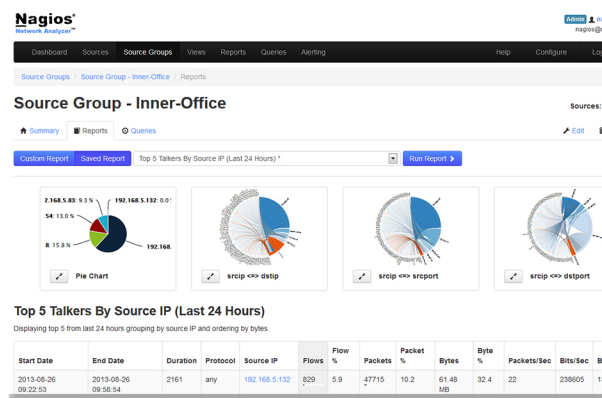 Nagios®
Network Analyzer™
Admin
Dashboard Sources Source Groups Views Reports Queries Alerting Help Configure
Source Groups / Source Group - Inner-Office / Reports
Source Group - Inner-Office
Sources:
Summary Reports Queries Edit
Custom Report Saved Report Top 5 Talkers By Source IP (Last 24 Hours) * Run Report
2.168.5.83: 9.3 % 192.168.5.132: 0.0
54: 13.0 %
8: 15.8 % 192.168.
Pie Chart srcip <=> dstip srcip <=> srcport srcip <=> dstport
Top 5 Talkers By Source IP (Last 24 Hours)
Displaying top 5 from last 24 hours grouping by source IP and ordering by bytes.
Start Date End Date Duration Protocol Source IP Flows Flow % Packets Packet % Bytes Byte % Packets/Sec Bits/Sec
2013-08-26 09:22:53 2013-08-26 09:58:54 2161 any 192.168.5.132 829 5.9 47715 10.2 61.48 MB 32.4 22 238605